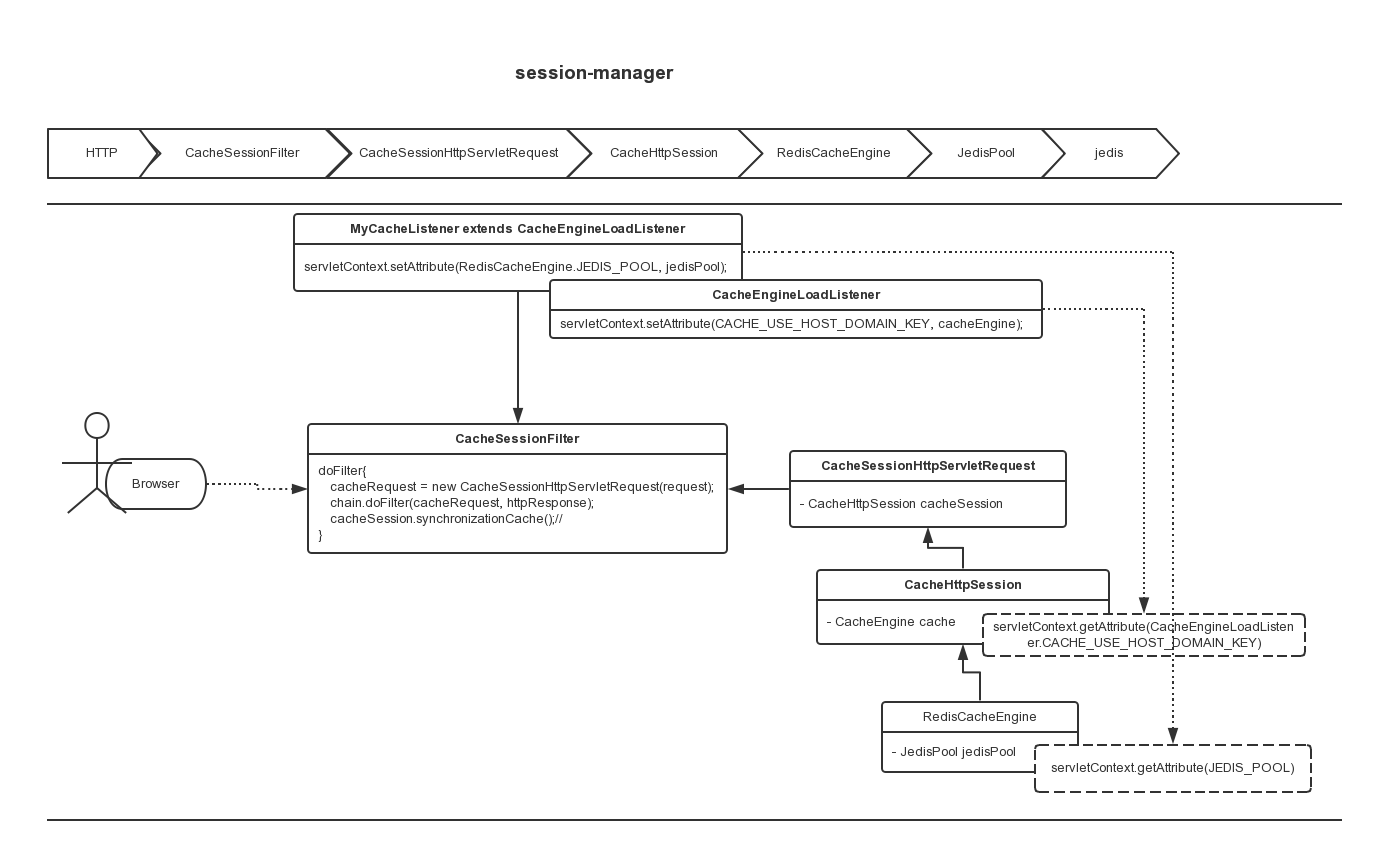 session-manager
HTTP
CacheSessionFilter
CacheSessionHttpServletRequest
CacheHttpSession
RedisCacheEngine
JedisPool
jedis
MyCacheListener extends CacheEngineLoadListener
servletContext.setAttribute(RedisCacheEngine.JEDIS_POOL, jedisPool);
CacheEngineLoadListener
servletContext.setAttribute(CACHE_USE_HOST_DOMAIN_KEY, cacheEngine);
Browser
CacheSessionFilter
doFilter{
cacheRequest = new CacheSessionHttpServletRequest(request);
chain.doFilter(cacheRequest, httpResponse);
cacheSession.synchronizationCache();//
}
CacheSessionHttpServletRequest
- CacheHttpSession cacheSession
CacheHttpSession
- CacheEngine cache
servletContext.getAttribute(CacheEngineLoadListen
er.CACHE_USE_HOST_DOMAIN_KEY)
RedisCacheEngine
- JedisPool jedisPool
servletContext.getAttribute(JEDIS_POOL)